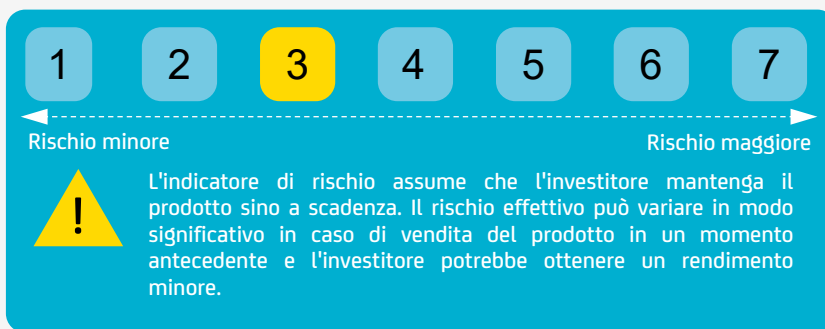 1 2 3 4 5 6 7
Rischio minore Rischio maggiore
! L'indicatore di rischio assume che l'investitore mantenga il
prodotto sino a scadenza. Il rischio effettivo può variare in modo
significativo in caso di vendita del prodotto in un momento
antecedente e l'investitore potrebbe ottenere un rendimento
minore.